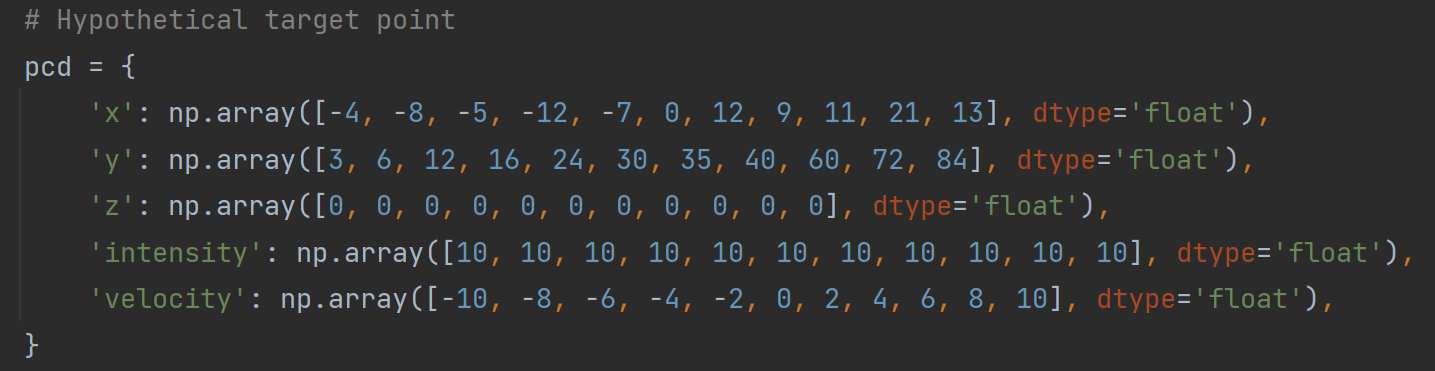 # Hypothetical target point
pcd = {
    'x': np.array([-4, -8, -5, -12, -7, 0, 12, 9, 11, 21, 13], dtype='float'),
    'y': np.array([3, 6, 12, 16, 24, 30, 35, 40, 60, 72, 84], dtype='float'),
    'z': np.array([0, 0, 0, 0, 0, 0, 0, 0, 0, 0, 0], dtype='float'),
    'intensity': np.array([10, 10, 10, 10, 10, 10, 10, 10, 10, 10, 10], dtype='float'),
    'velocity': np.array([-10, -8, -6, -4, -2, 0, 2, 4, 6, 8, 10], dtype='float'),
}